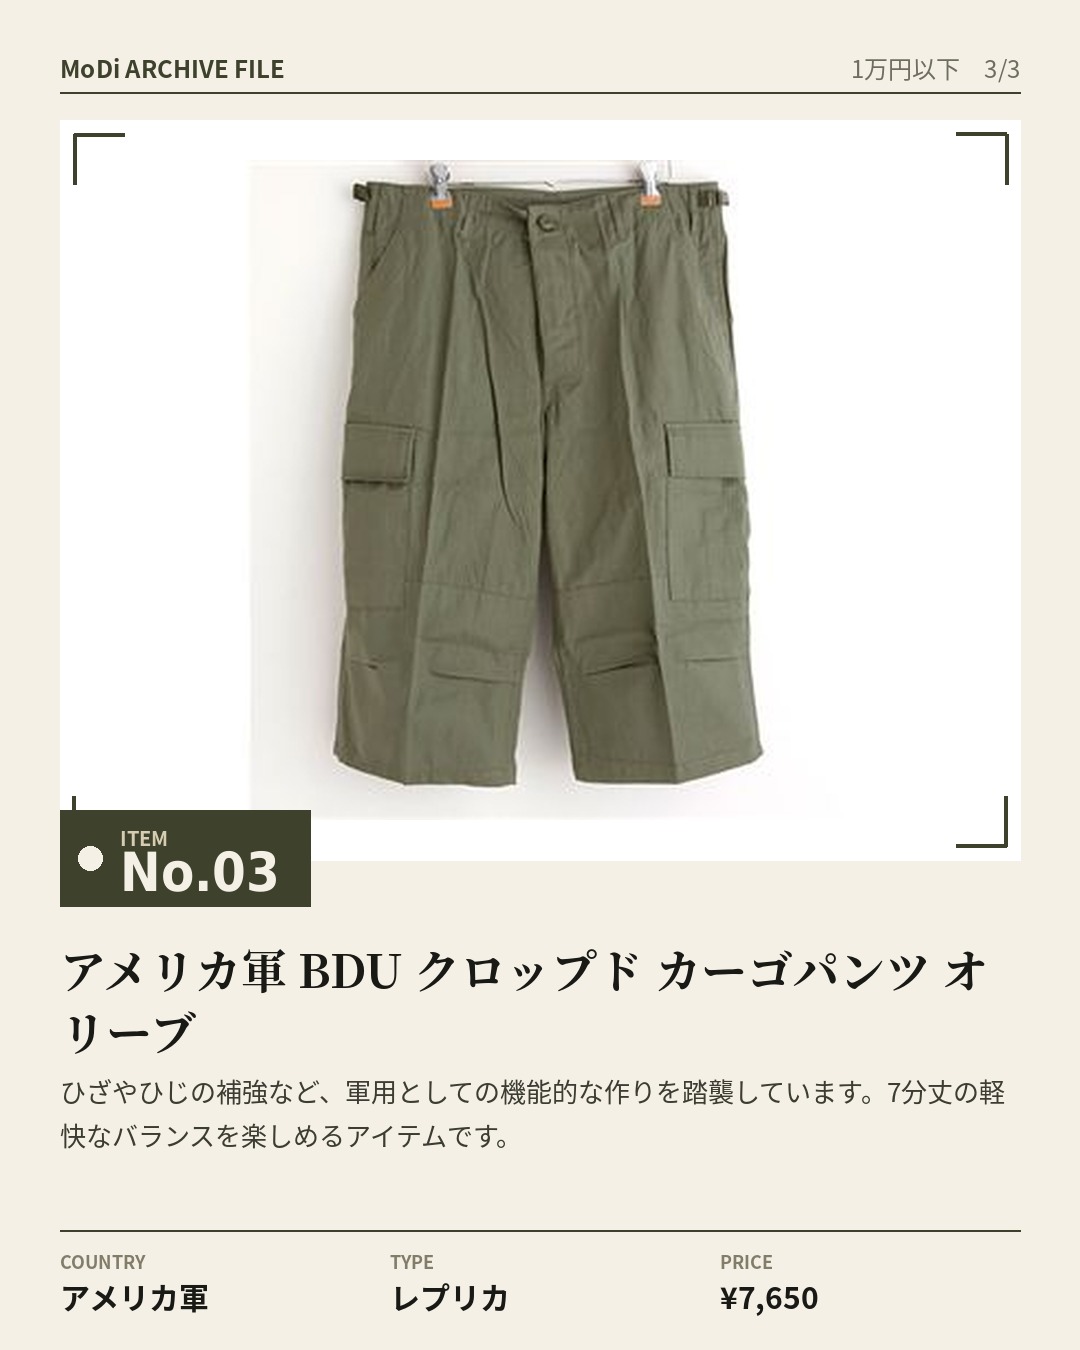 MoDi ARCHIVE FILE
1万円以下　3/3
ITEM
No.03
アメリカ軍 BDU クロップド カーゴパンツ オ
リーブ
ひざやひじの補強など、軍用としての機能的な作りを踏襲しています。7分丈の軽
快なバランスを楽しめるアイテムです。
COUNTRY
アメリカ軍
TYPE
レプリカ
PRICE
¥7,650